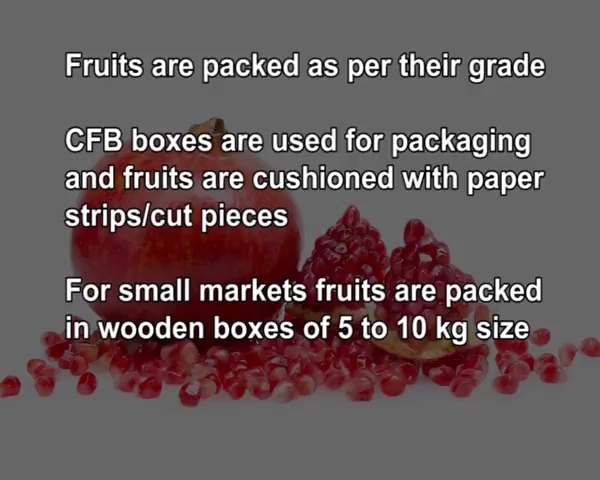 Fruits are packed as per their grade
CFB boxes are used for packaging
and fruits are cushioned with paper
strips/cut pieces
For small markets fruits are packed
in wooden boxes of 5 to 10 kg size